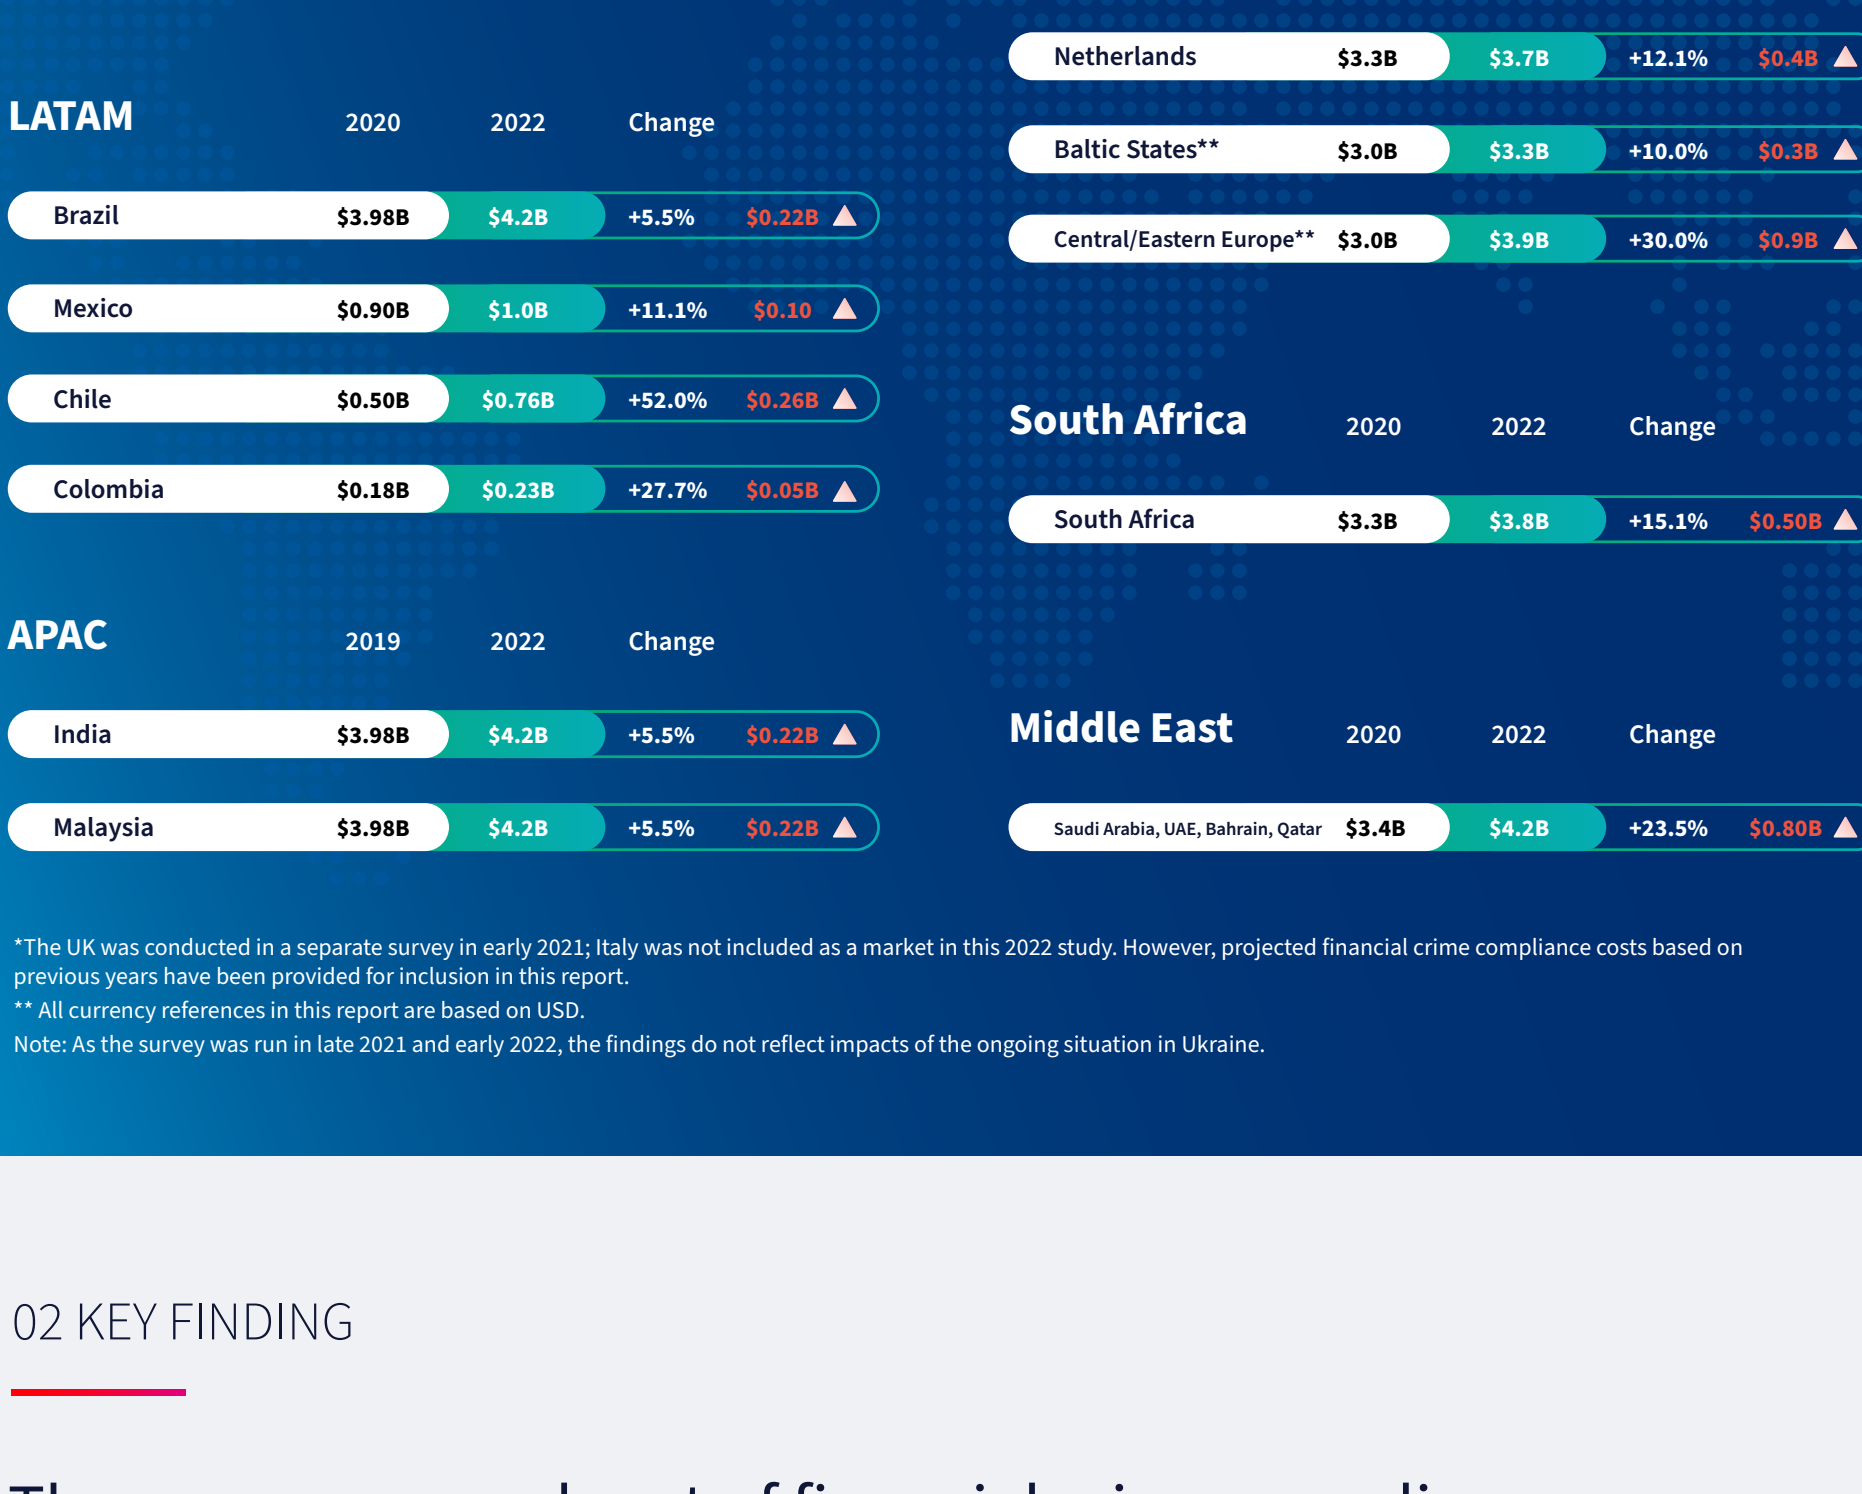 LATAM 2020 2022 Change
Brazil $3.98B $4.2B +5.5% $0.22B
Mexico $0.90B $1.0B +11.1% $0.10
Chile $0.50B $0.76B +52.0% $0.26B
Colombia $0.18B $0.23B +27.7% $0.05B
APAC 2019 2022 Change
India $3.98B $4.2B +5.5% $0.22B
Malaysia $3.98B $4.2B +5.5% $0.22B
Netherlands $3.3B $3.7B +12.1% $0.4B
Baltic States** $3.0B $3.3B +10.0% $0.3B
Central/Eastern Europe** $3.0B $3.9B +30.0% $0.9B
South Africa 2020 2022 Change
South Africa $3.3B $3.8B +15.1% $0.50B
Middle East 2020 2022 Change
Saudi Arabia, UAE, Bahrain, Qatar $3.4B $4.2B +23.5% $0.80B
*The UK was conducted in a separate survey in early 2021; Italy was not included as a market in this 2022 study. However, projected financial crime compliance costs based on
previous years have been provided for inclusion in this report.
** All currency references in this report are based on USD.
Note: As the survey was run in late 2021 and early 2022, the findings do not reflect impacts of the ongoing situation in Ukraine.
02 KEY FINDING